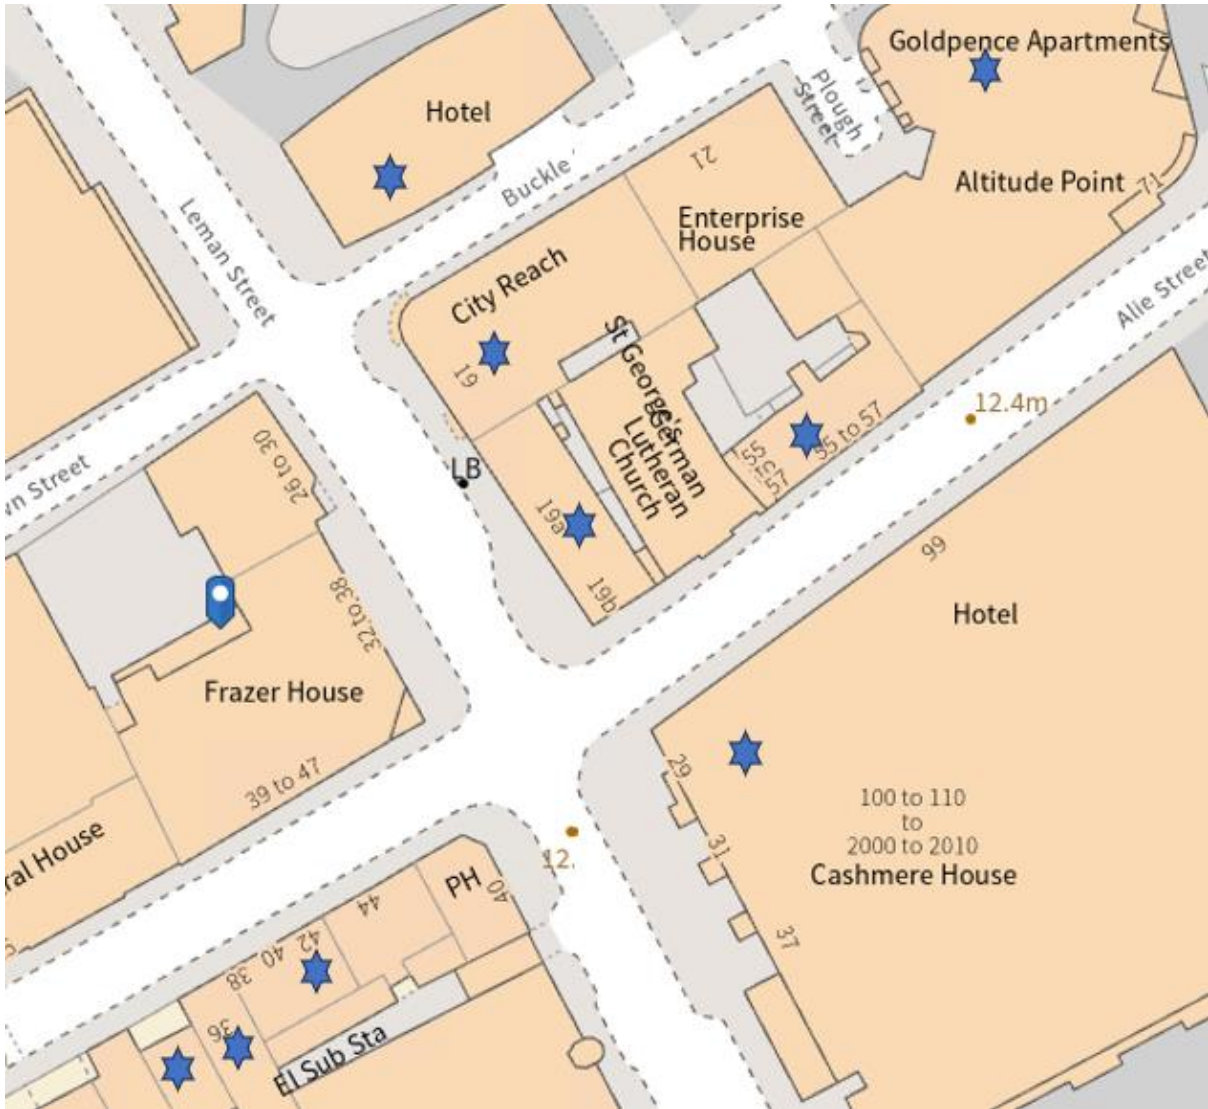 Goldpence Apartments
Plough
Street
Hotel
21
Buckle
Altitude Point
71
Enterprise
House
Leman Street
City Reach
Alie Street
St George's
German
Lutheran
Church
19
12.4m
55 to 57
55
57
26 to 30
LB
wn Street
19a
99
19b
32 to 38
Hotel
Frazer House
29
39 to 47
100 to 110
to
2000 to 2010
Cashmere House
31
ral House
12.
PH
40
44
42
40
38
37
36
El Sub Sta